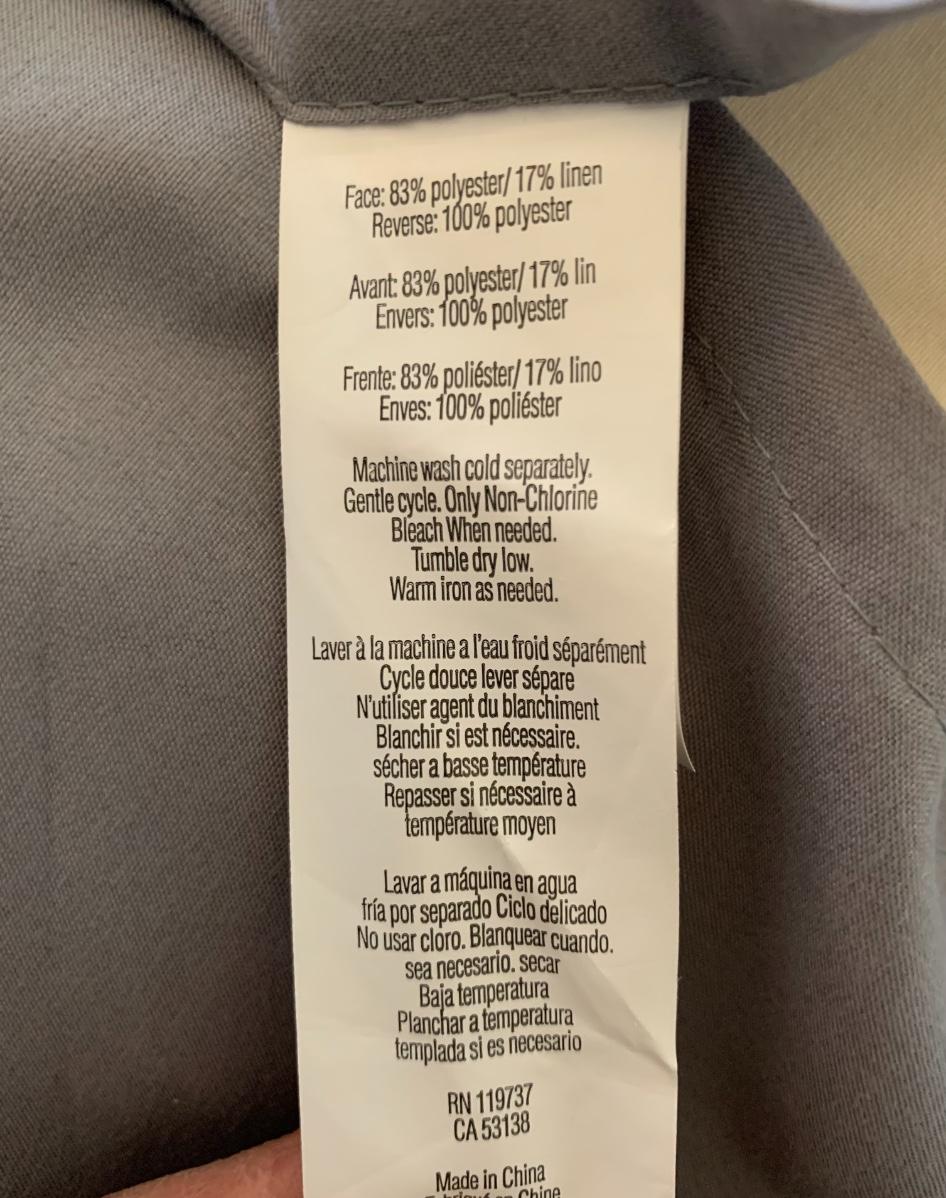 Face: 83% polyester/ 17% linen
Reverse: 100% polyester
Avant: 83% polyester/ 17% lin
Envers: 100% polyester
Frente: 83% poliéster/ 17% lino
Enves: 100% poliéster
Machine wash cold separately.
Gentle cycle. Only Non-Chlorine
Bleach When needed.
Tumble dry low.
Warm iron as needed.
Laver à la machine a l'eau froid séparément
Cycle douce lever sépare
N'utiliser agent du blanchiment
Blanchir si est nécessaire.
sécher a basse température
Repasser si nécessaire à
température moyen
Lavar a máquina en agua
fría por separado Ciclo delicado
No usar cloro. Blanquear cuando.
sea necesario. secar
Baja temperatura
Planchar a temperatura
templada si es necesario
RN 119737
CA 53138
Made in China
en Chine